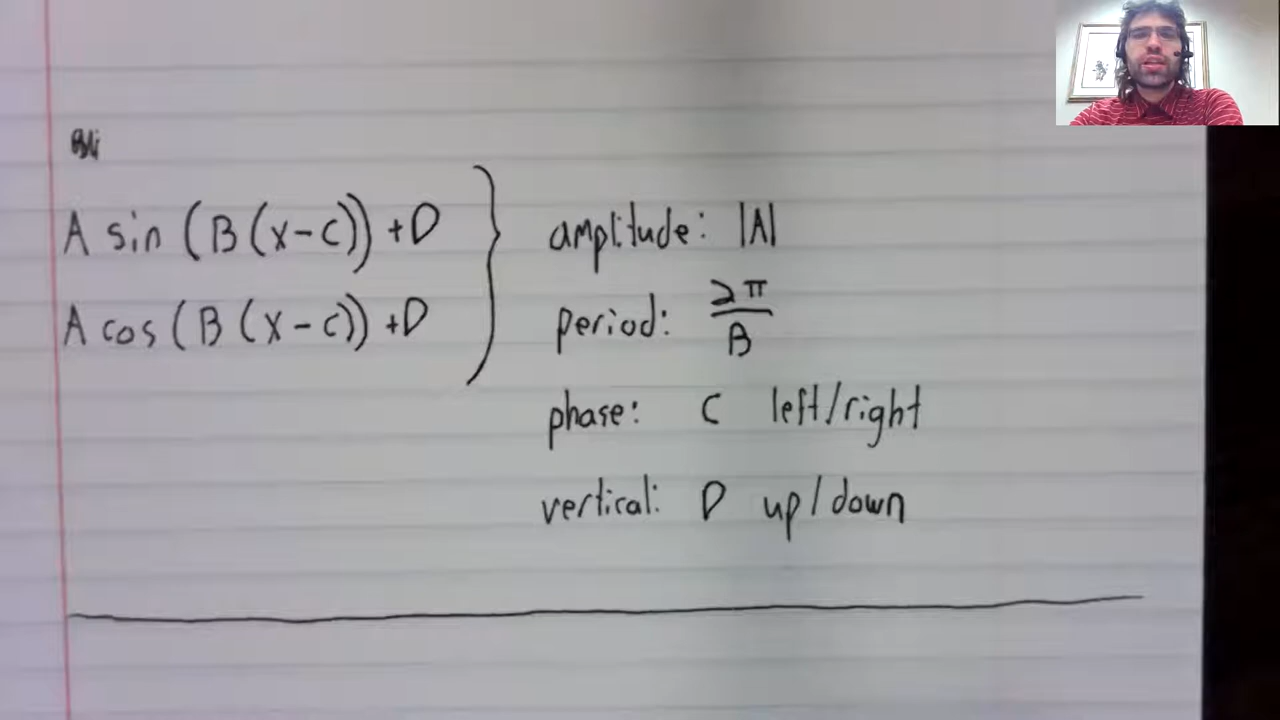 A sin (B(x-C)) +D
A cos (B(x-C)) +D
amplitude: |A|
period: 2π/B
phase: C left/right
vertical: D up/down